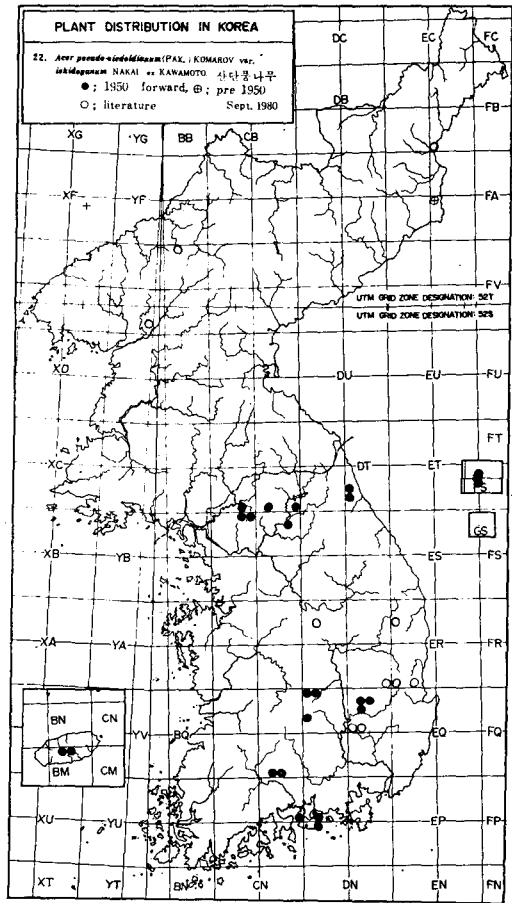 PLANT DISTRIBUTION IN KOREA
22. Acer pseudo-sieboldianum (PAX.) KOMAROV var.
ishidoyanum NAKAI ex KAWAMOTO. 산단풍나무
●; 1950 forward, ⊕; pre 1950
○; literature Sept. 1980
DC EC FC
DB FB
XG YG BB CB
XF YF FA
FV
UTM GRID ZONE DESIGNATION: 52T
UTM GRID ZONE DESIGNATION: 52S
XD DU EU FU
FT
XC DT ET
FS
GS
XB YB ES FS
XA YA ER FR
BN CN
YV BQ EQ FQ
BM CM
XU YU EP FP
XT YT BN CN DN EN FN